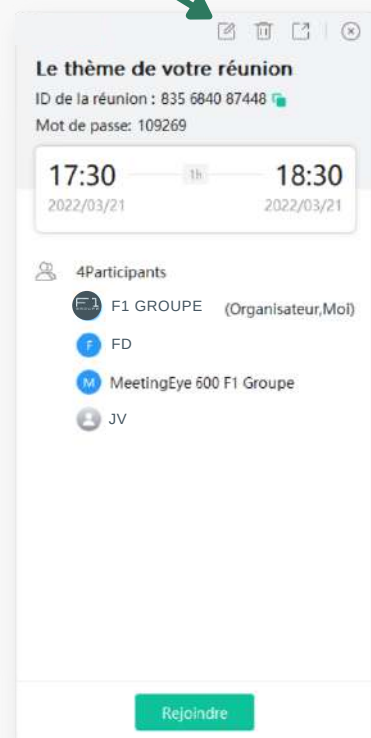 Le thème de votre réunion
ID de la réunion : 835 6840 87448
Mot de passe: 109269
17:30 1h 18:30
2022/03/21 2022/03/21
4Participants
F1 F1 GROUPE (Organisateur,Moi)
F FD
M MeetingEye 600 F1 Groupe
JV
Rejoindre